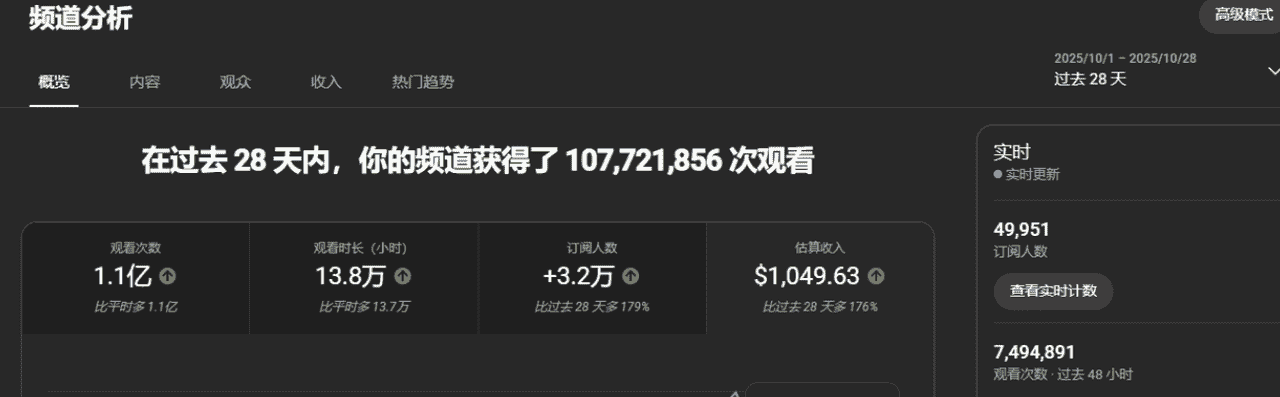 频道分析
高级模式
概览 内容 观众 收入 热门趋势
2025/10/1 – 2025/10/28
过去 28 天
在过去 28 天内，你的频道获得了 107,721,856 次观看
观看次数
1.1亿
比平时多 1.1亿
观看时长（小时）
13.8万
比平时多 13.7万
订阅人数
+3.2万
比过去 28 天多 179%
估算收入
$1,049.63
比过去 28 天多 176%
实时
实时更新
49,951
订阅人数
查看实时计数
7,494,891
观看次数 · 过去 48 小时